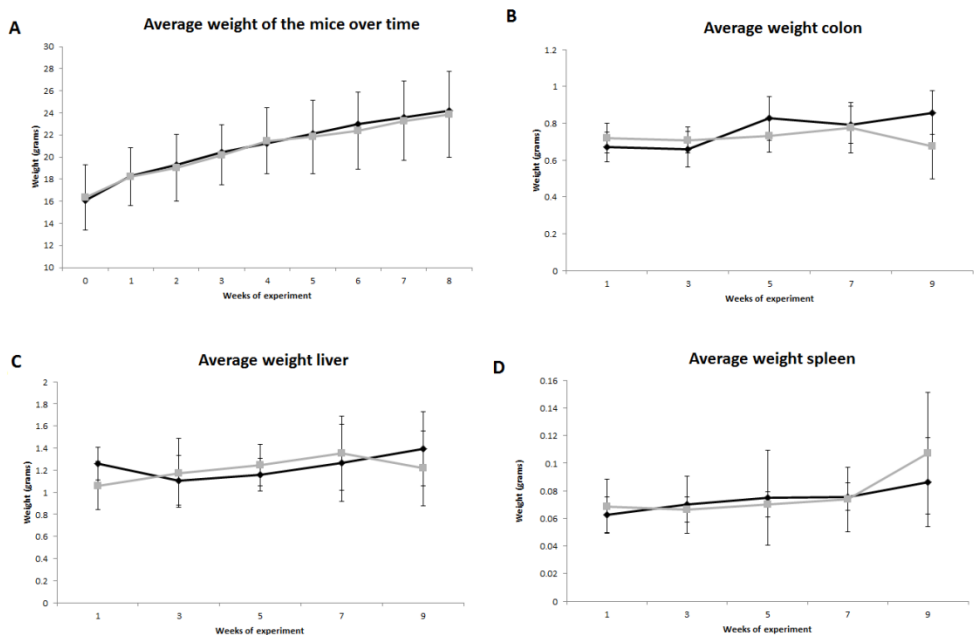 A
Average weight of the mice over time
30
28
26
24
22
20
18
16
14
12
10
Weight (grams)
0 1 2 3 4 5 6 7 8
Weeks of experiment
B
Average weight colon
1.2
1
0.8
0.6
0.4
0.2
0
Weight (grams)
1 3 5 7 9
Weeks of experiment
C
Average weight liver
2
1.8
1.6
1.4
1.2
1
0.8
0.6
0.4
0.2
0
Weight (grams)
1 3 5 7 9
Weeks of experiment
D
Average weight spleen
0.16
0.14
0.12
0.10
0.08
0.06
0.04
0.02
0
Weight (grams)
1 3 5 7 9
Weeks of experiment